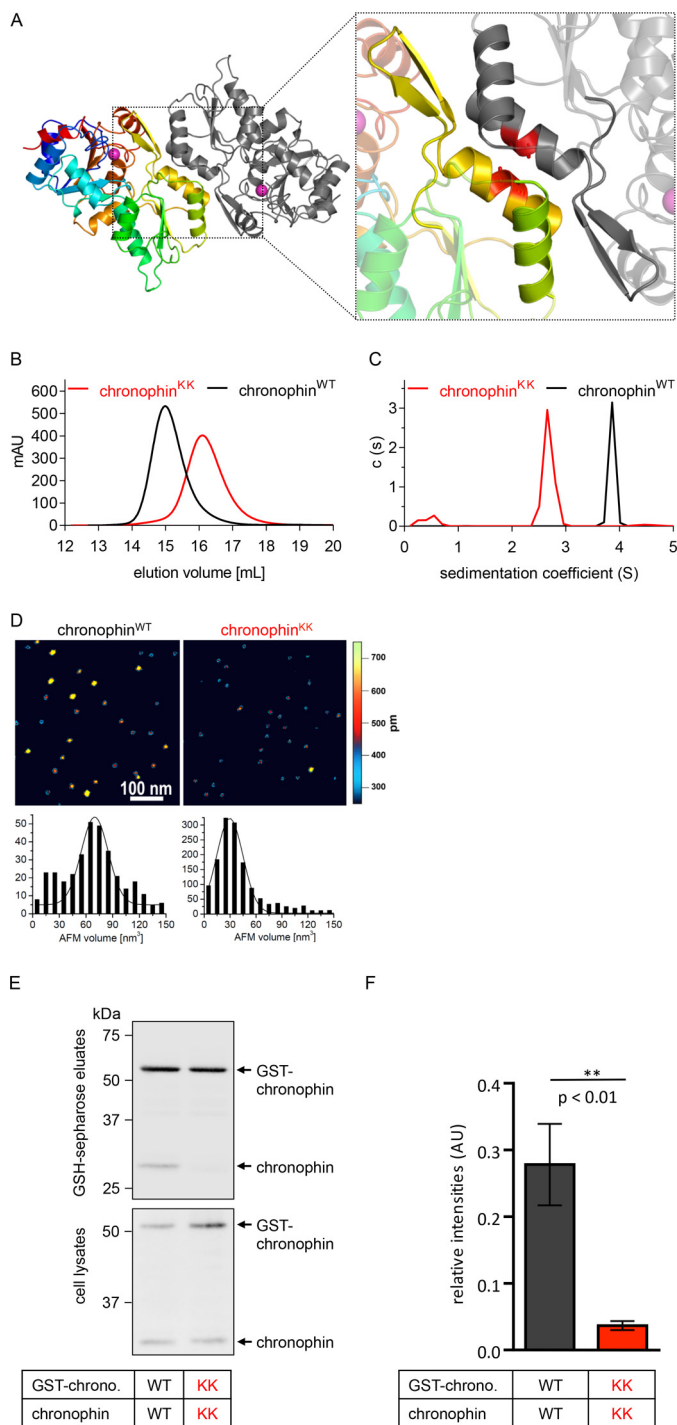 A
B
chronophin^KK
chronophin^WT
600
500
400
300
200
100
0
mAU
12 13 14 15 16 17 18 19 20
elution volume [mL]
C
chronophin^KK
chronophin^WT
3
2
1
0
c (s)
0 1 2 3 4 5
sedimentation coefficient (S)
D
chronophin^WT
chronophin^KK
100 nm
700
600
500
400
300
pm
50
40
30
20
10
0
0 30 60 90 120 150
AFM volume [nm^3]
300
250
200
150
100
50
0
0 30 60 90 120 150
AFM volume [nm^3]
E
kDa
75
50
37
25
GSH-sepharose eluates
GST-
chronophin
chronophin
50
37
cell lysates
GST-
chronophin
chronophin
GST-chrono. WT KK
chronophin WT KK
F
**
p < 0.01
0.4
0.3
0.2
0.1
0.0
relative intensities (AU)
GST-chrono. WT KK
chronophin WT KK